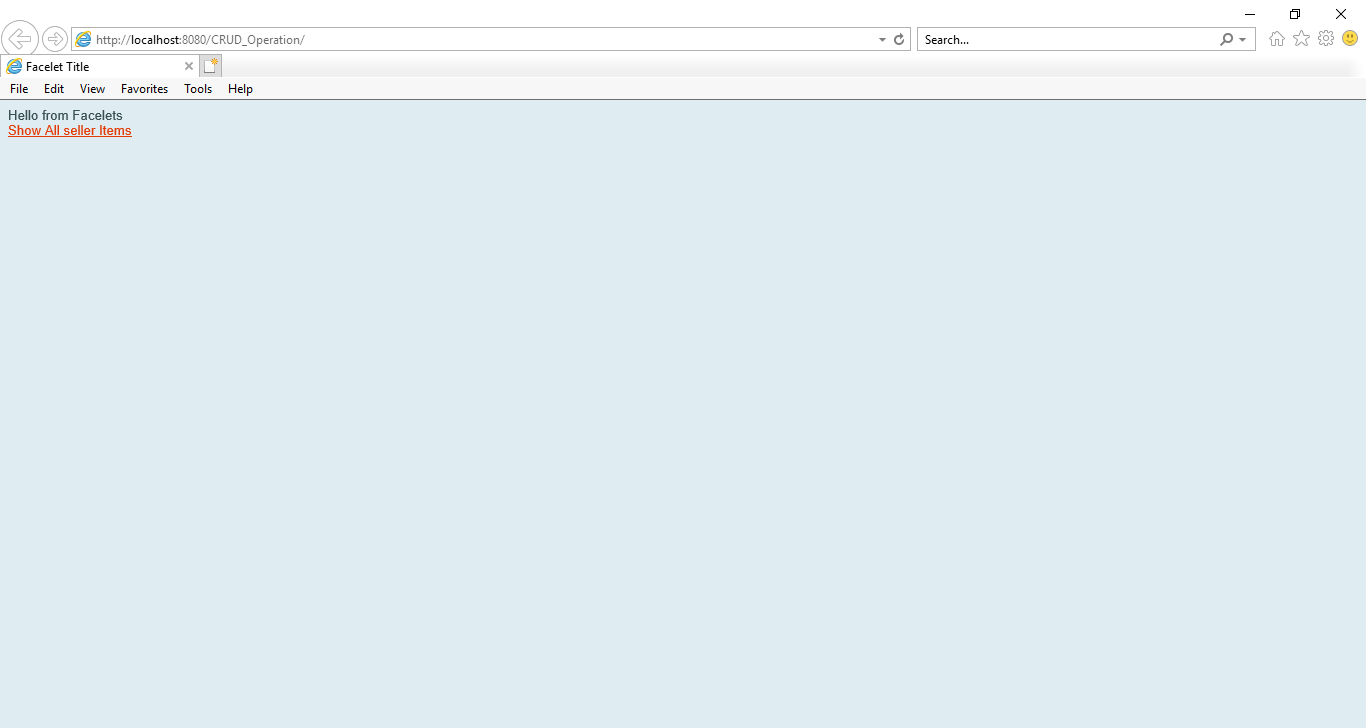 http://localhost:8080/CRUD_Operation/
Search...
Facelet Title
File Edit View Favorites Tools Help
Hello from Facelets
Show All seller Items